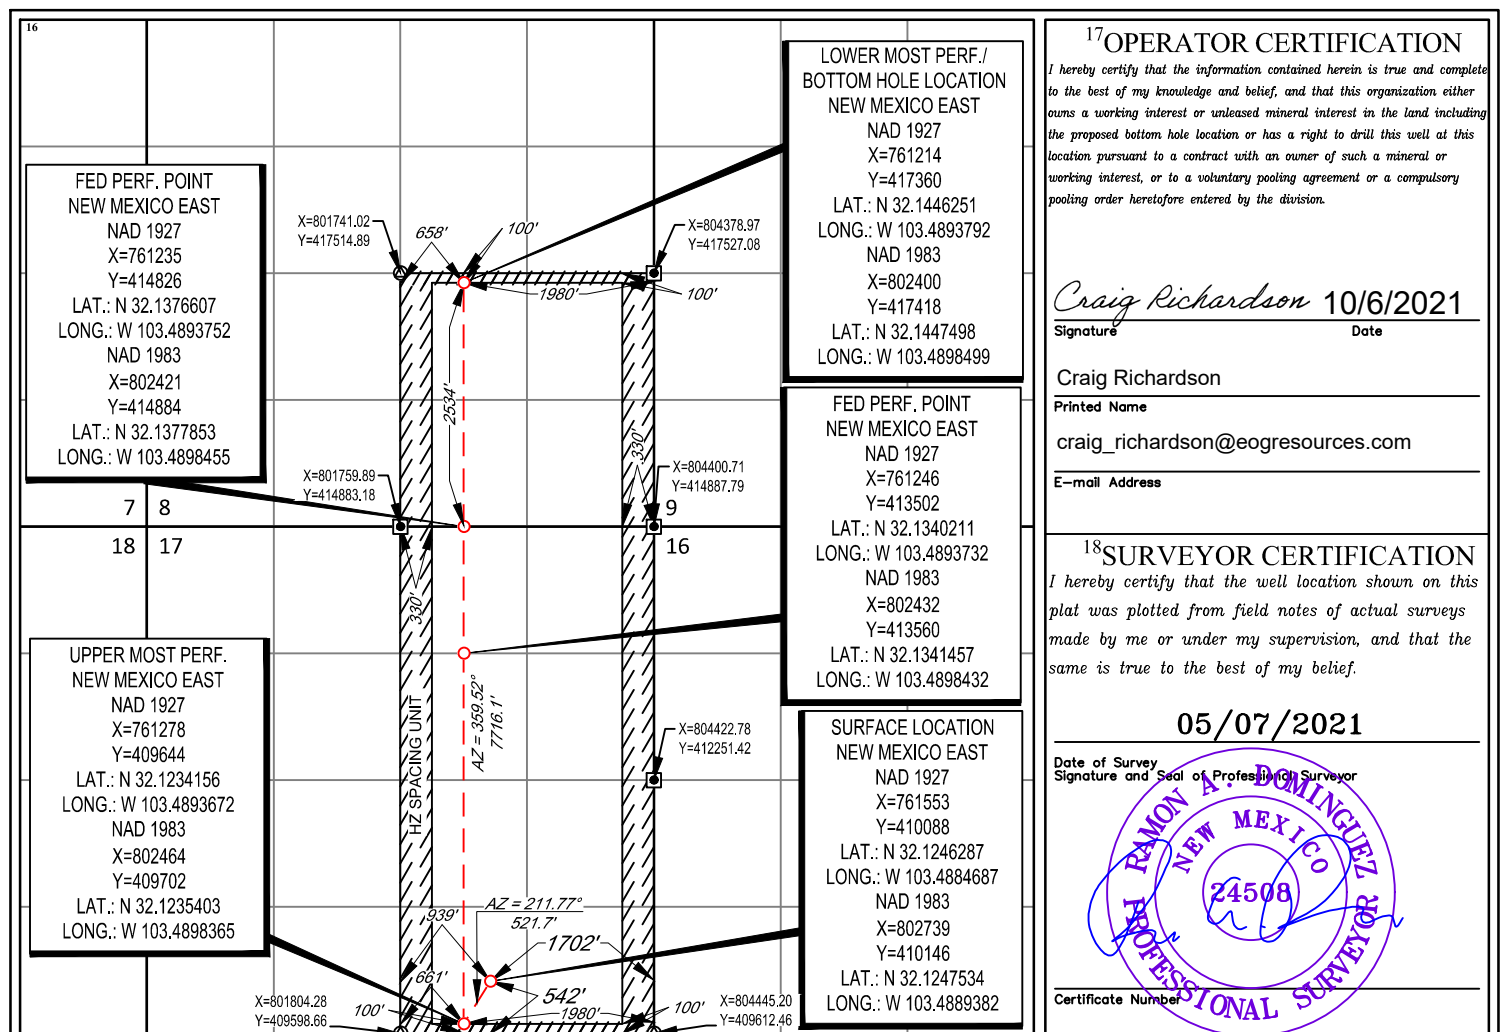 16
LOWER MOST PERF./
BOTTOM HOLE LOCATION
NEW MEXICO EAST
NAD 1927
X=761214
Y=417360
LAT.: N 32.1446251
LONG.: W 103.4893792
NAD 1983
X=802400
Y=417418
LAT.: N 32.1447498
LONG.: W 103.4898499
FED PERF. POINT
NEW MEXICO EAST
NAD 1927
X=761235
Y=414826
LAT.: N 32.1376607
LONG.: W 103.4893752
NAD 1983
X=802421
Y=414884
LAT.: N 32.1377853
LONG.: W 103.4898455
X=801741.02
Y=417514.89
658'
100'
X=804378.97
Y=417527.08
1980'
100'
2534'
330'
X=801759.89
Y=414883.18
X=804400.71
Y=414887.79
7 8
18 17
9
16
330'
FED PERF. POINT
NEW MEXICO EAST
NAD 1927
X=761246
Y=413502
LAT.: N 32.1340211
LONG.: W 103.4893732
NAD 1983
X=802432
Y=413560
LAT.: N 32.1341457
LONG.: W 103.4898432
UPPER MOST PERF.
NEW MEXICO EAST
NAD 1927
X=761278
Y=409644
LAT.: N 32.1234156
LONG.: W 103.4893672
NAD 1983
X=802464
Y=409702
LAT.: N 32.1235403
LONG.: W 103.4898365
HZ SPACING UNIT
AZ = 359.52°
7716.1'
X=804422.78
Y=412251.42
SURFACE LOCATION
NEW MEXICO EAST
NAD 1927
X=761553
Y=410088
LAT.: N 32.1246287
LONG.: W 103.4884687
NAD 1983
X=802739
Y=410146
LAT.: N 32.1247534
LONG.: W 103.4889382
939'
AZ = 211.77°
521.7'
1702'
661'
542'
X=801804.28
Y=409598.66
100'
1980'
100'
X=804445.20
Y=409612.46
17OPERATOR CERTIFICATION
I hereby certify that the information contained herein is true and complete
to the best of my knowledge and belief, and that this organization either
owns a working interest or unleased mineral interest in the land including
the proposed bottom hole location or has a right to drill this well at this
location pursuant to a contract with an owner of such a mineral or
working interest, or to a voluntary pooling agreement or a compulsory
pooling order heretofore entered by the division.
Craig Richardson 10/6/2021
Signature Date
Craig Richardson
Printed Name
craig_richardson@eogresources.com
E-mail Address
18SURVEYOR CERTIFICATION
I hereby certify that the well location shown on this
plat was plotted from field notes of actual surveys
made by me or under my supervision, and that the
same is true to the best of my belief.
05/07/2021
Date of Survey
Signature and Seal of Professional Surveyor
RAMON A. DOMINGUEZ
NEW MEXICO
24508
PROFESSIONAL SURVEYOR
Certificate Number